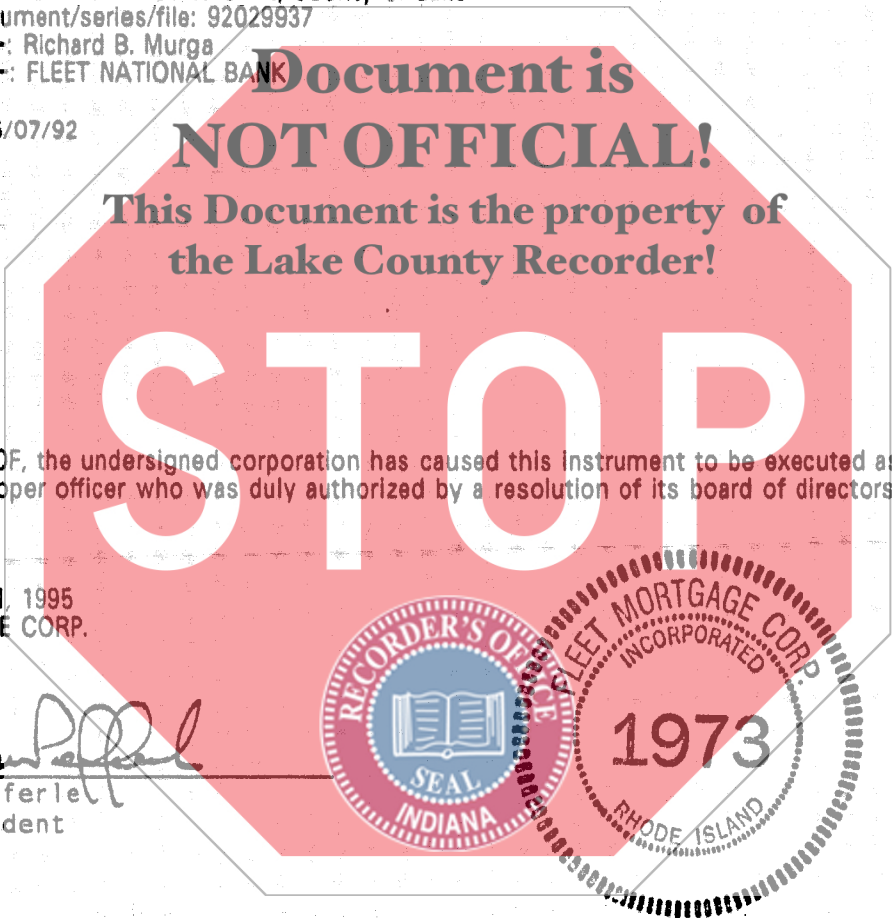 ument/series/file: 92029937
: Richard B. Murga
: FLEET NATIONAL BANK
/07/92
Document is
NOT OFFICIAL!
This Document is the property of
the Lake County Recorder!
STOP
OF, the undersigned corporation has caused this instrument to be executed as
oper officer who was duly authorized by a resolution of its board of directors
, 1995
E CORP.
ferle
dent
RECORDER'S OFFICE
SEAL
INDIANA
FLEET MORTGAGE CORP.
INCORPORATED
1973
RHODE ISLAND